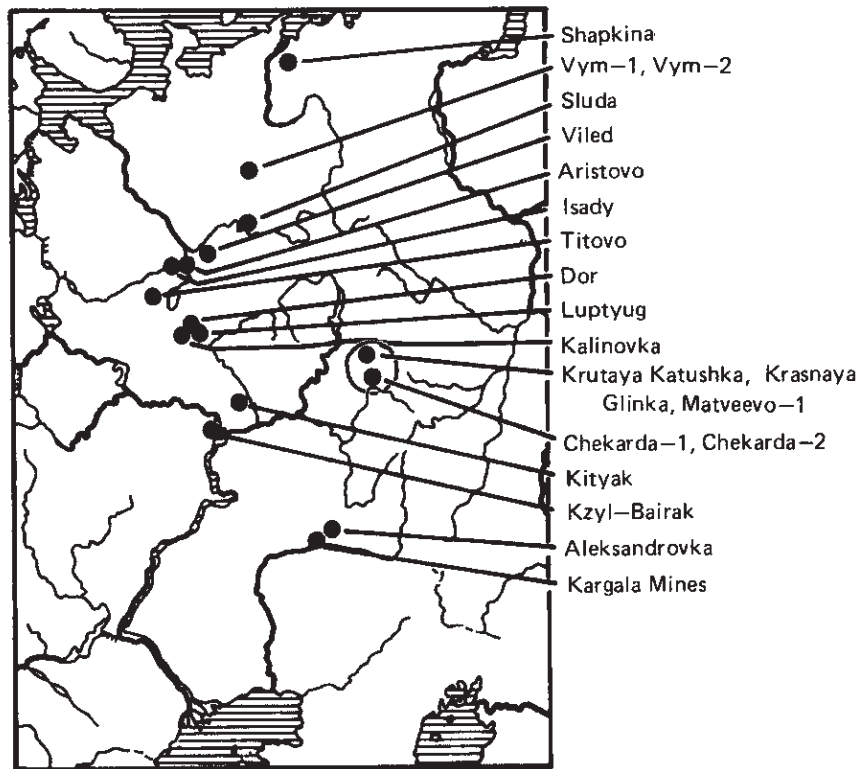 Shapkina
Vym–1, Vym–2
Sluda
Viled
Aristovo
Isady
Titovo
Dor
Luptyug
Kalinovka
Krutaya Katushka, Krasnaya
Glinka, Matveevo–1
Chekarda–1, Chekarda–2
Kityak
Kzyl–Bairak
Aleksandrovka
Kargala Mines